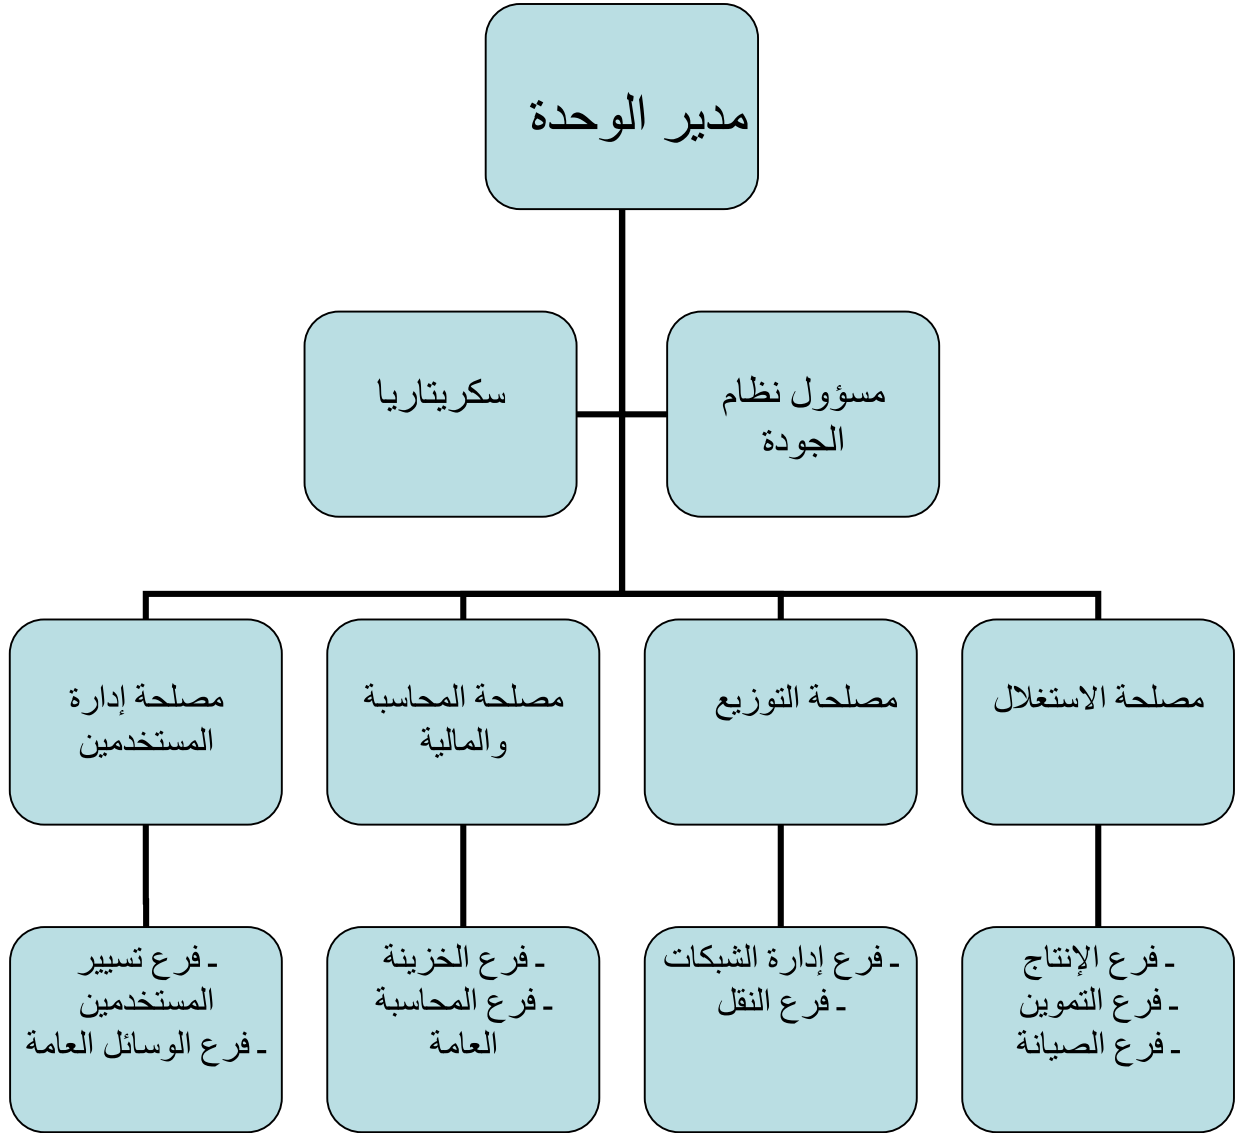 مدير الوحدة
مسؤول نظام
الجودة
سكريتاريا
مصلحة الاستغلال
مصلحة التوزيع
مصلحة المحاسبة
والمالية
مصلحة إدارة
المستخدمين
- فرع الإنتاج
- فرع التموين
- فرع الصيانة
- فرع إدارة الشبكات
- فرع النقل
- فرع الخزينة
- فرع المحاسبة
العامة
- فرع تسيير
المستخدمين
- فرع الوسائل العامة